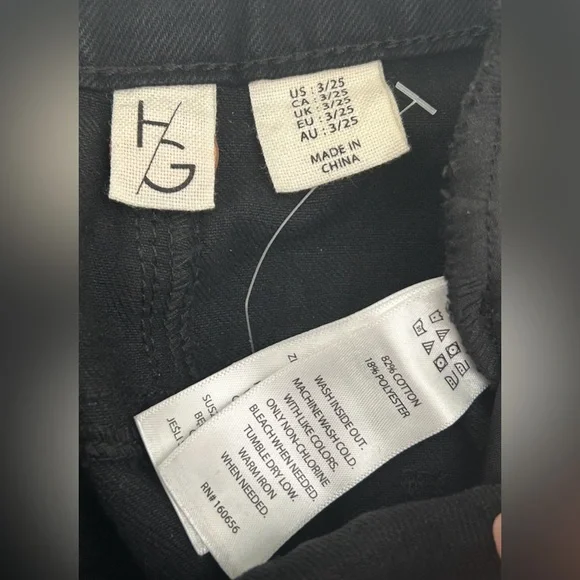 H/G
US : 3/25
CA : 3/25
UK : 3/25
EU : 3/25
AU : 3/25
MADE IN
CHINA
82% COTTON
18% POLYESTER
WASH INSIDE OUT.
MACHINE WASH COLD.
WITH LIKE COLORS.
ONLY NON-CHLORINE
BLEACH WHEN NEEDED.
TUMBLE DRY LOW.
WARM IRON
WHEN NEEDED.
RN# 160656